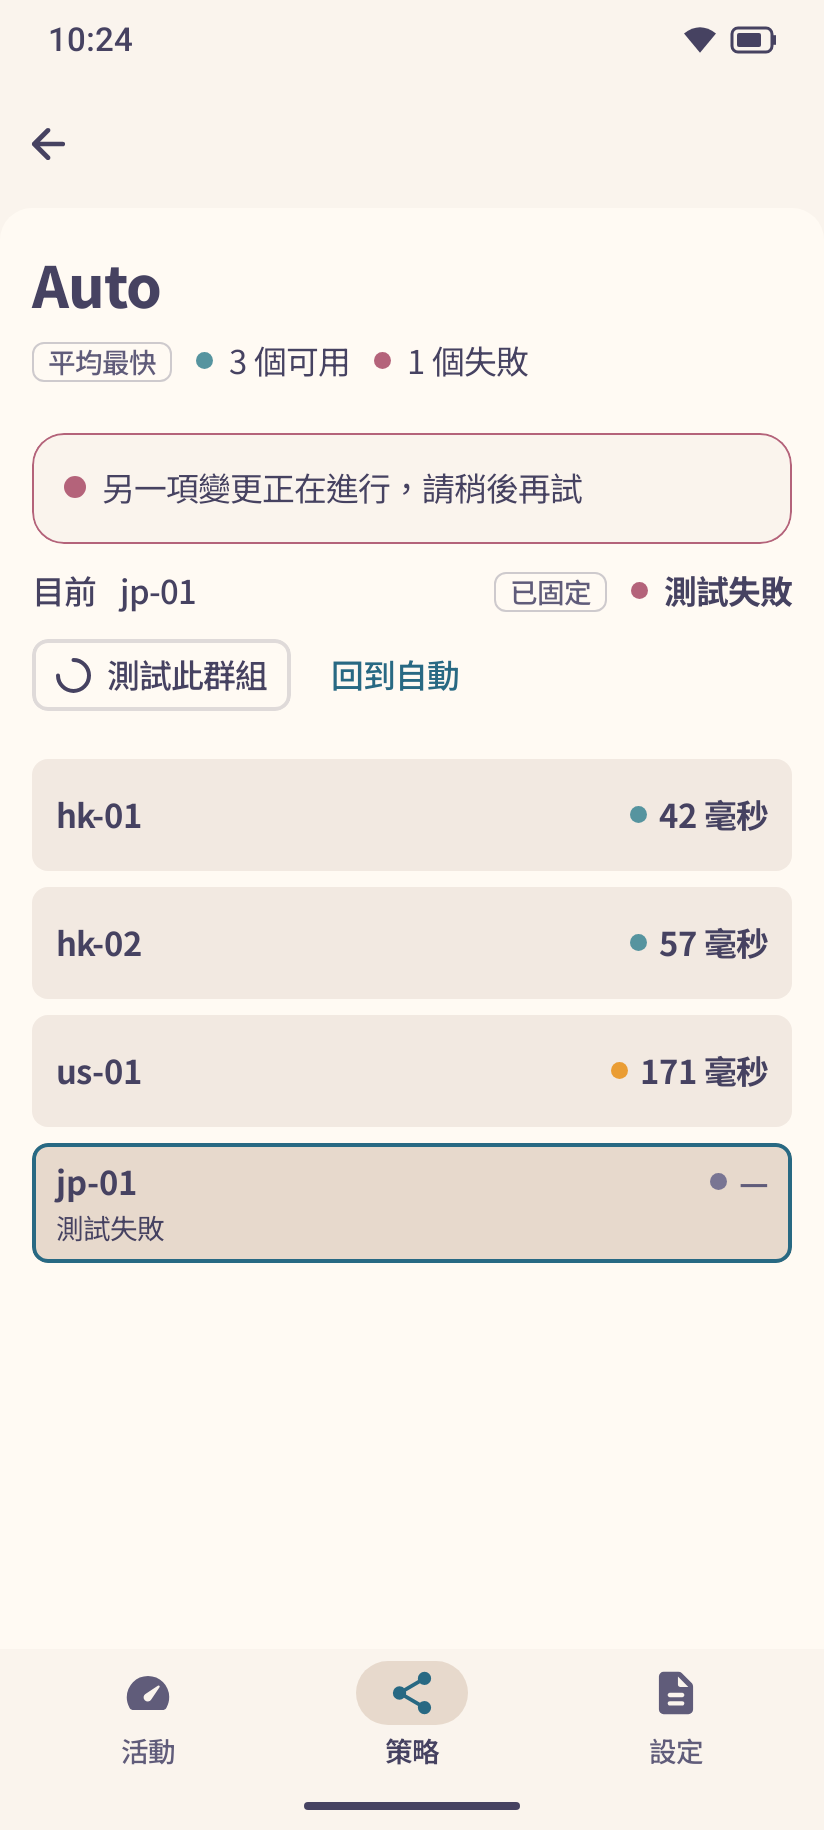 10:24
Auto
平均最快 3 個可用 1 個失敗
另一項變更正在進行，請稍後再試
目前 jp-01 已固定 測試失敗
測試此群組 回到自動
hk-01 42 毫秒
hk-02 57 毫秒
us-01 171 毫秒
jp-01 —
測試失敗
活動 策略 設定